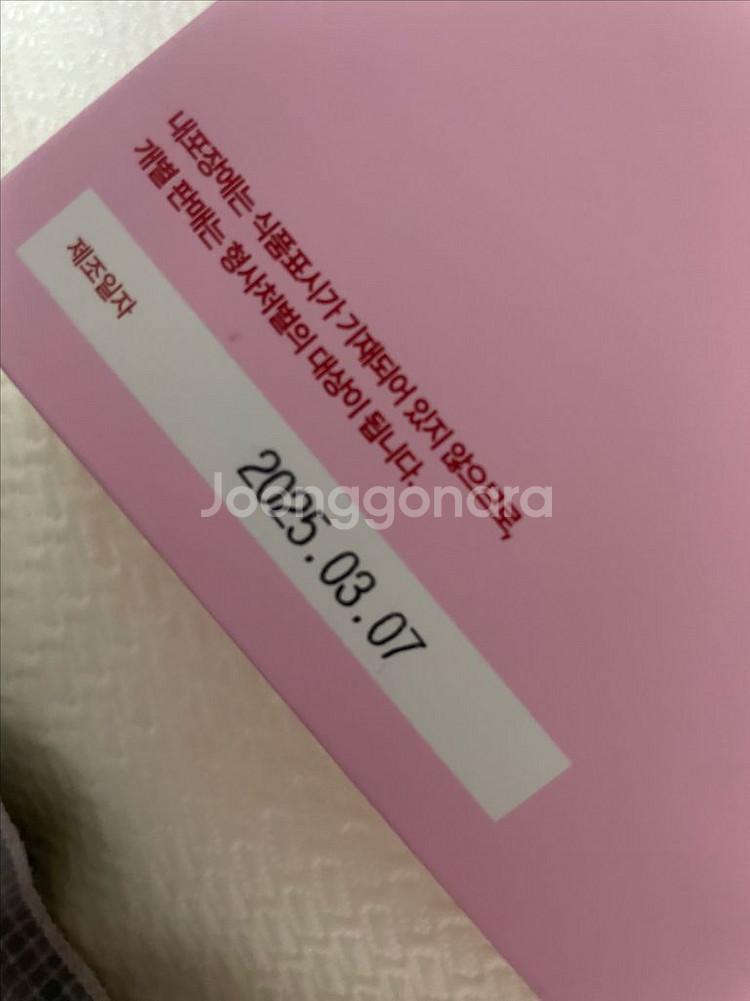 내포장에는 식품표시가 기재되어 있지 않으므로,
개별 판매는 형사처벌의 대상이 됩니다.
제조일자
2025.03.07
Joonggonara